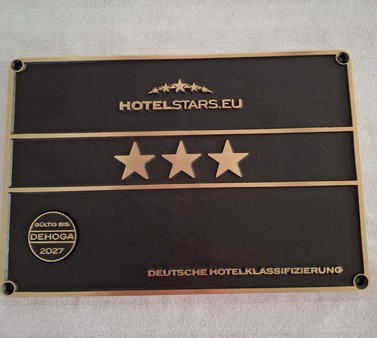 HOTELSTARS.EU
GÜLTIG BIS:
DEHOGA
2027
DEUTSCHE HOTELKLASSIFIZIERUNG